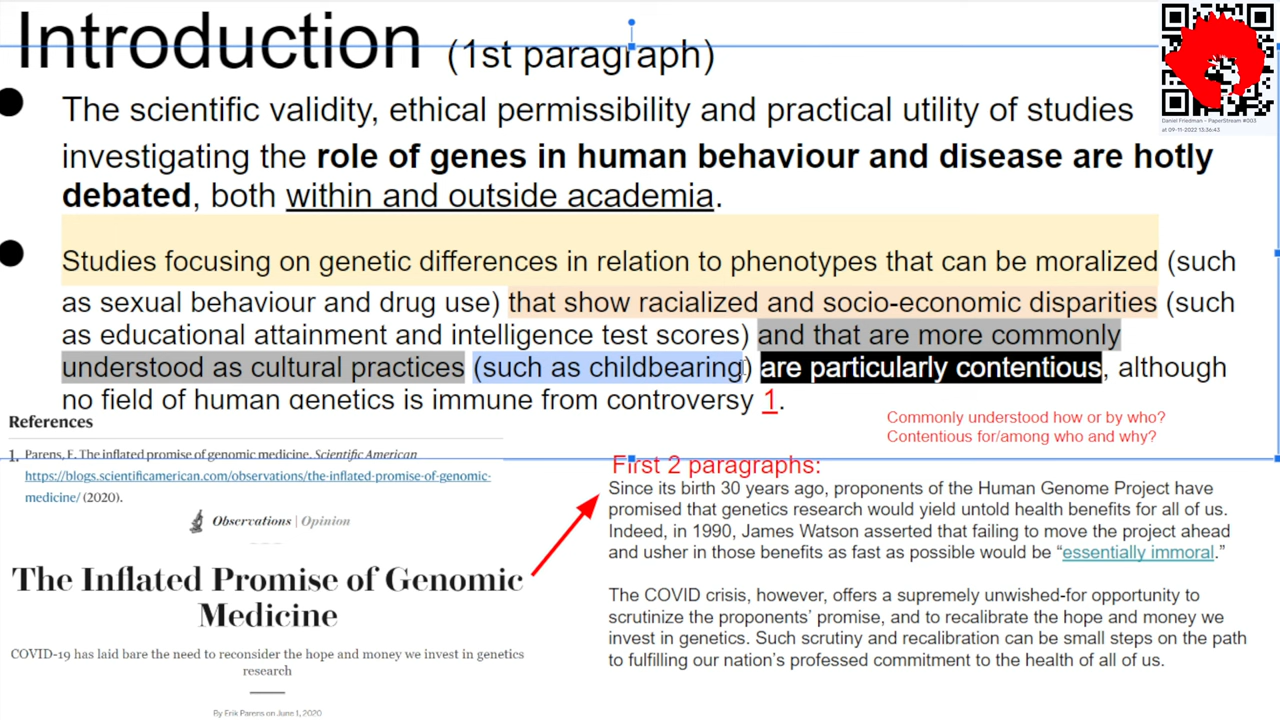 Introduction (1st paragraph)
Daniel Friedman - PaperStream #003
at 09-11-2022 13:36:43
The scientific validity, ethical permissibility and practical utility of studies
investigating the role of genes in human behaviour and disease are hotly
debated, both within and outside academia.
Studies focusing on genetic differences in relation to phenotypes that can be moralized (such
as sexual behaviour and drug use) that show racialized and socio-economic disparities (such
as educational attainment and intelligence test scores) and that are more commonly
understood as cultural practices (such as childbearing) are particularly contentious, although
no field of human genetics is immune from controversy 1.
Commonly understood how or by who?
Contentious for/among who and why?
References
1. Parens, E. The inflated promise of genomic medicine. Scientific American
https://blogs.scientificamerican.com/observations/the-inflated-promise-of-genomic-
medicine/ (2020).
Observations | Opinion
The Inflated Promise of Genomic
Medicine
COVID-19 has laid bare the need to reconsider the hope and money we invest in genetics
research
By Erik Parens on June 1, 2020
First 2 paragraphs:
Since its birth 30 years ago, proponents of the Human Genome Project have
promised that genetics research would yield untold health benefits for all of us.
Indeed, in 1990, James Watson asserted that failing to move the project ahead
and usher in those benefits as fast as possible would be “essentially immoral.”
The COVID crisis, however, offers a supremely unwished-for opportunity to
scrutinize the proponents’ promise, and to recalibrate the hope and money we
invest in genetics. Such scrutiny and recalibration can be small steps on the path
to fulfilling our nation’s professed commitment to the health of all of us.